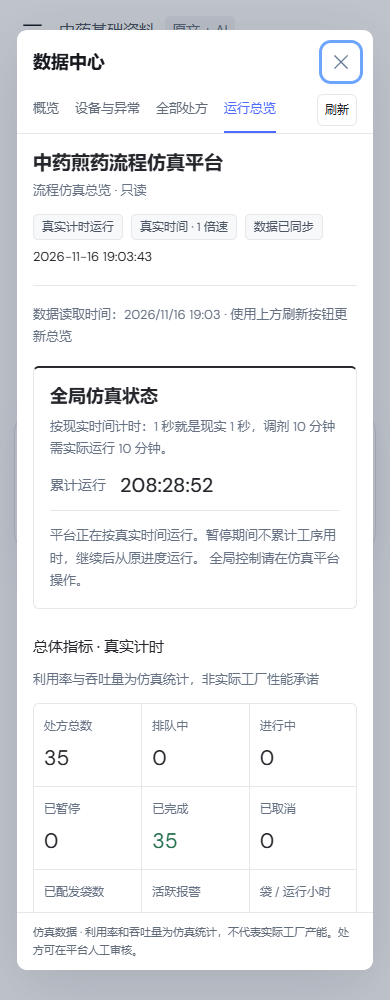 中药基础资料 原文 + AI
数据中心
概览 设备与异常 全部处方 运行总览 刷新
中药煎药流程仿真平台
流程仿真总览 · 只读
真实计时运行 真实时间 · 1 倍速 数据已同步
2026-11-16 19:03:43
数据读取时间：2026/11/16 19:03 · 使用上方刷新按钮更
新总览
全局仿真状态
按现实时间计时：1 秒就是现实 1 秒，调剂 10 分钟
需实际运行 10 分钟。
累计运行 208:28:52
平台正在按真实时间运行。暂停期间不累计工序用
时，继续后从原进度运行。 全局控制请在仿真平台
操作。
总体指标 · 真实计时
利用率与吞吐量为仿真统计，非实际工厂性能承诺
处方总数 排队中 进行中
35 0 0
已暂停 已完成 已取消
0 35 0
已配发袋数 活跃报警 袋 / 运行小时
仿真数据 · 利用率和吞吐量为仿真统计，不代表实际工厂产能。处
方可在平台人工审核。